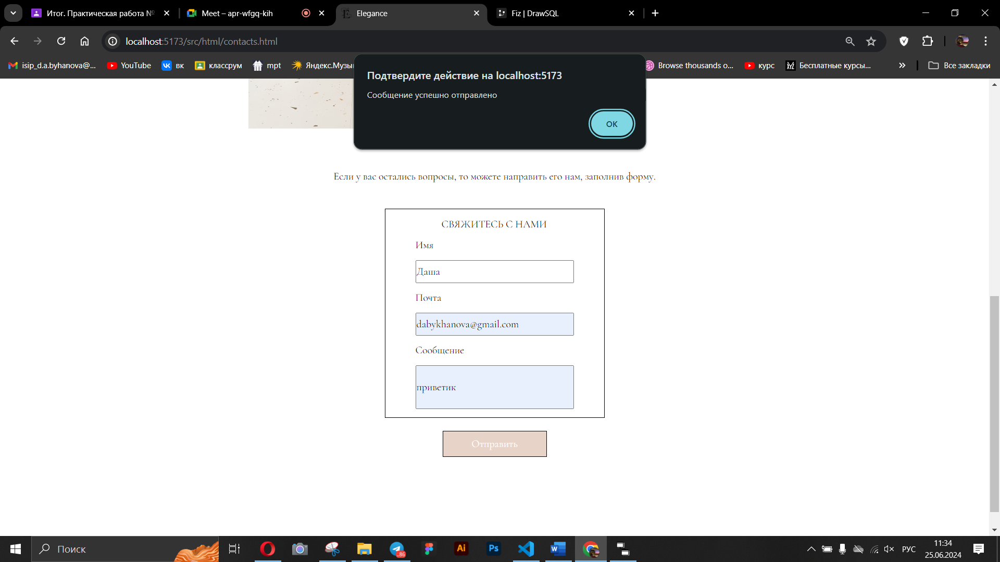 Итог. Практическая работа №
Meet – apr-wfgq-kih
Elegance
Fiz | DrawSQL
localhost:5173/src/html/contacts.html
isip_d.a.byhanova@...
YouTube
вк
классрум
mpt
Яндекс.Музы
Browse thousands o...
курс
Бесплатные курсы...
Все закладки
Подтвердите действие на localhost:5173
Сообщение успешно отправлено
ОК
Если у вас остались вопросы, то можете направить его нам, заполнив форму.
СВЯЖИТЕСЬ С НАМИ
Имя
Даша
Почта
dabykhanova@gmail.com
Сообщение
приветик
Отправить
Поиск
..86
Ai
Ps
РУС
11:34
25.06.2024